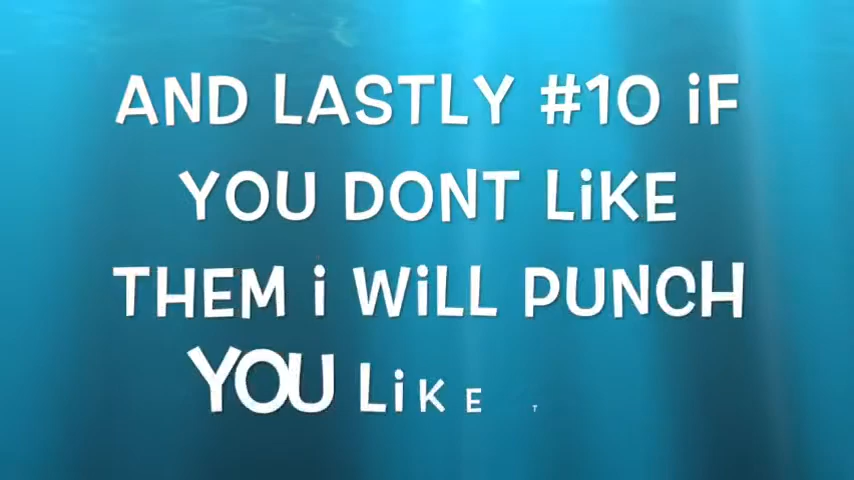 AND LASTLY #10 iF
YOU DONT LiKE
THEM i WiLL PUNCH
YOU LiKE T